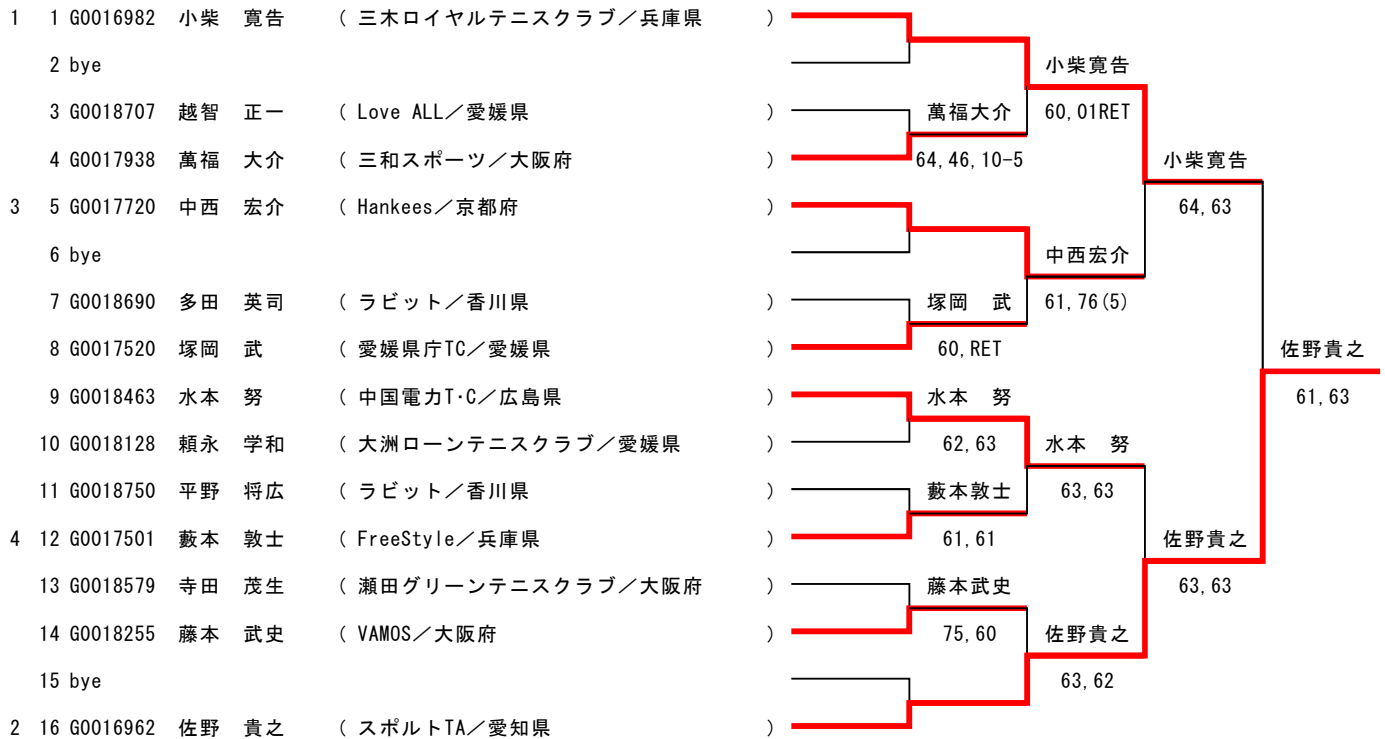 1 1 G0016982 小柴 寛告 ( 三木ロイヤルテニスクラブ／兵庫県 )
2 bye 小柴寛告
3 G0018707 越智 正一 ( Love ALL／愛媛県 ) 萬福大介 60,01RET
4 G0017938 萬福 大介 ( 三和スポーツ／大阪府 ) 64,46,10-5 小柴寛告
3 5 G0017720 中西 宏介 ( Hankees／京都府 ) 64,63
6 bye 中西宏介
7 G0018690 多田 英司 ( ラビット／香川県 ) 塚岡 武 61,76(5)
8 G0017520 塚岡 武 ( 愛媛県庁TC／愛媛県 ) 60,RET 佐野貴之
9 G0018463 水本 努 ( 中国電力T･C／広島県 ) 水本 努 61,63
10 G0018128 頼永 学和 ( 大洲ローンテニスクラブ／愛媛県 ) 62,63 水本 努
11 G0018750 平野 将広 ( ラビット／香川県 ) 藪本敦士 63,63
4 12 G0017501 藪本 敦士 ( FreeStyle／兵庫県 ) 61,61 佐野貴之
13 G0018579 寺田 茂生 ( 瀬田グリーンテニスクラブ／大阪府 ) 藤本武史 63,63
14 G0018255 藤本 武史 ( VAMOS／大阪府 ) 75,60 佐野貴之
15 bye 63,62
2 16 G0016962 佐野 貴之 ( スポルトTA／愛知県 )